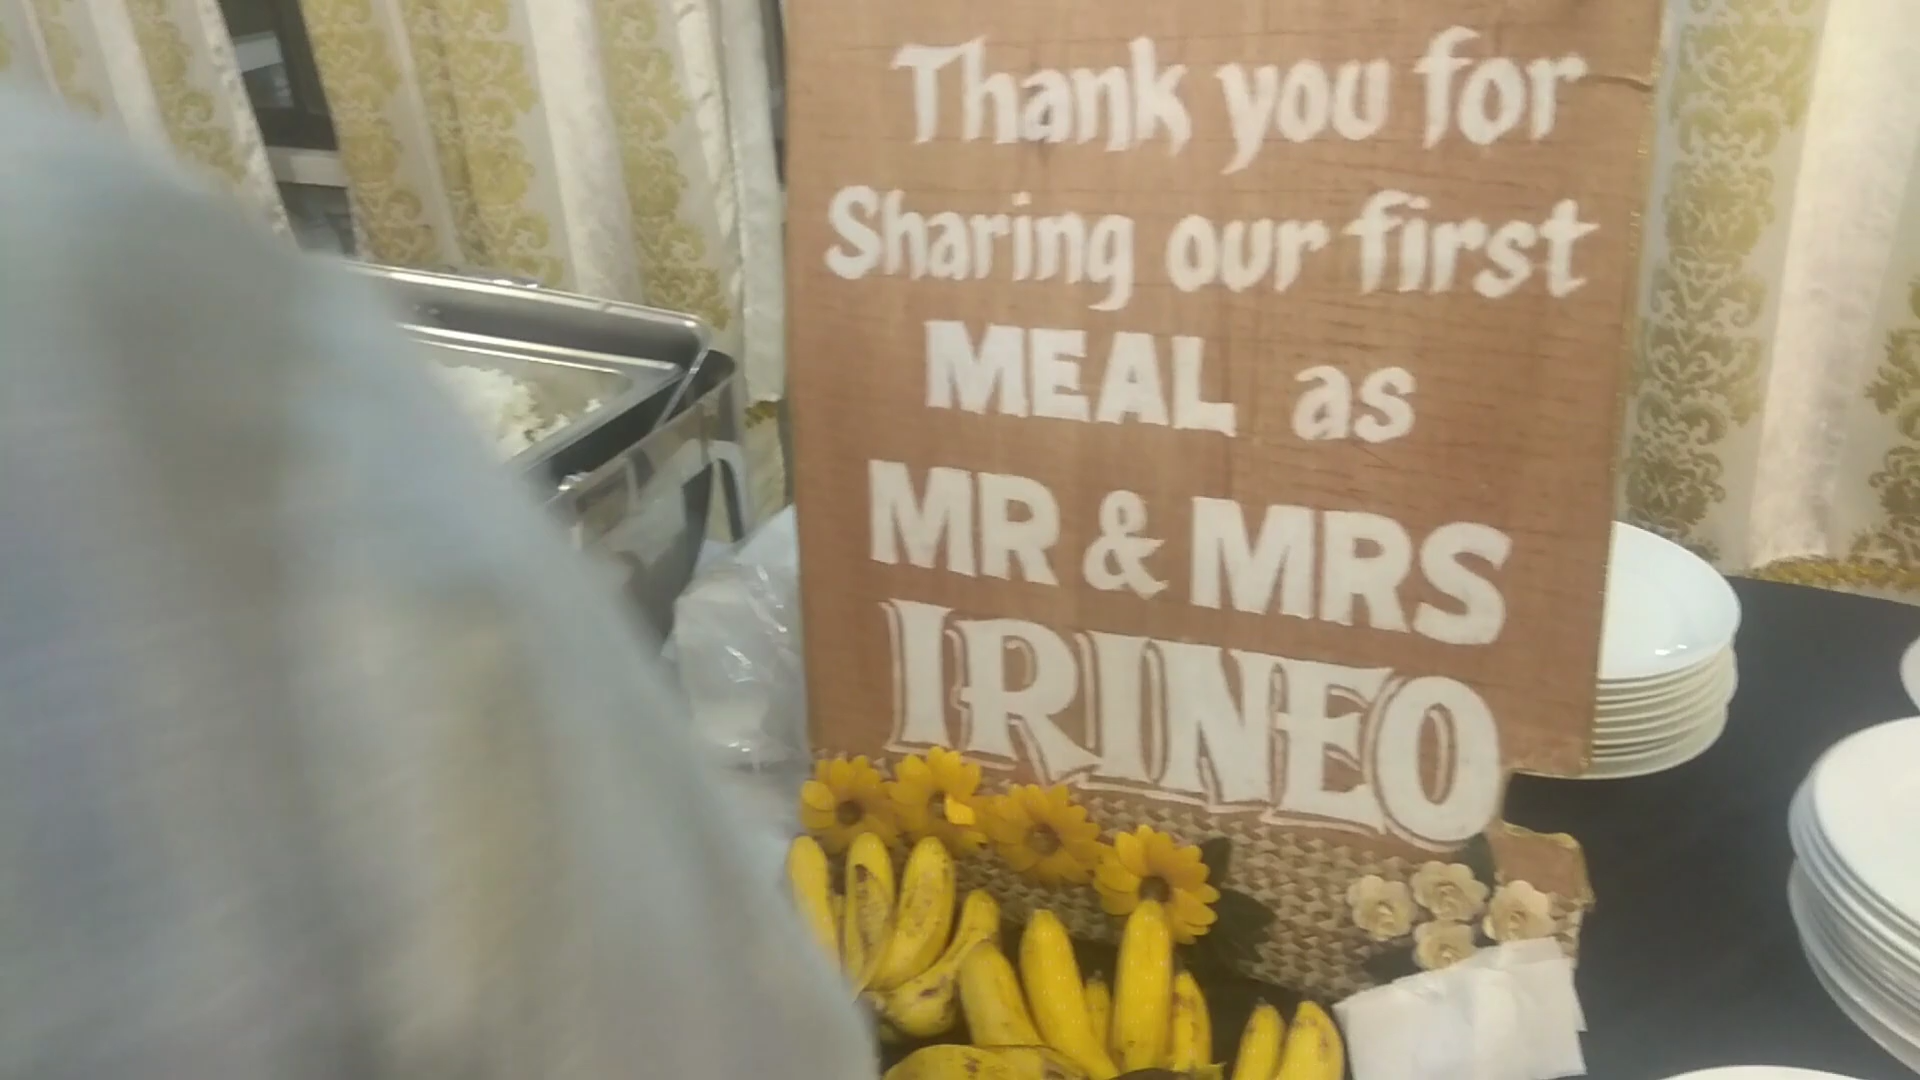 Thank you for
Sharing our first
MEAL as
MR & MRS
IRINEO